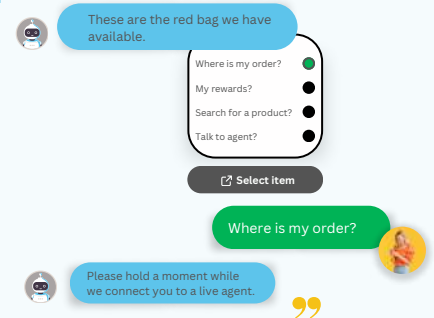 These are the red bag we have
available.
Where is my order?
My rewards?
Search for a product?
Talk to agent?
Select item
Where is my order?
Please hold a moment while
we connect you to a live agent.